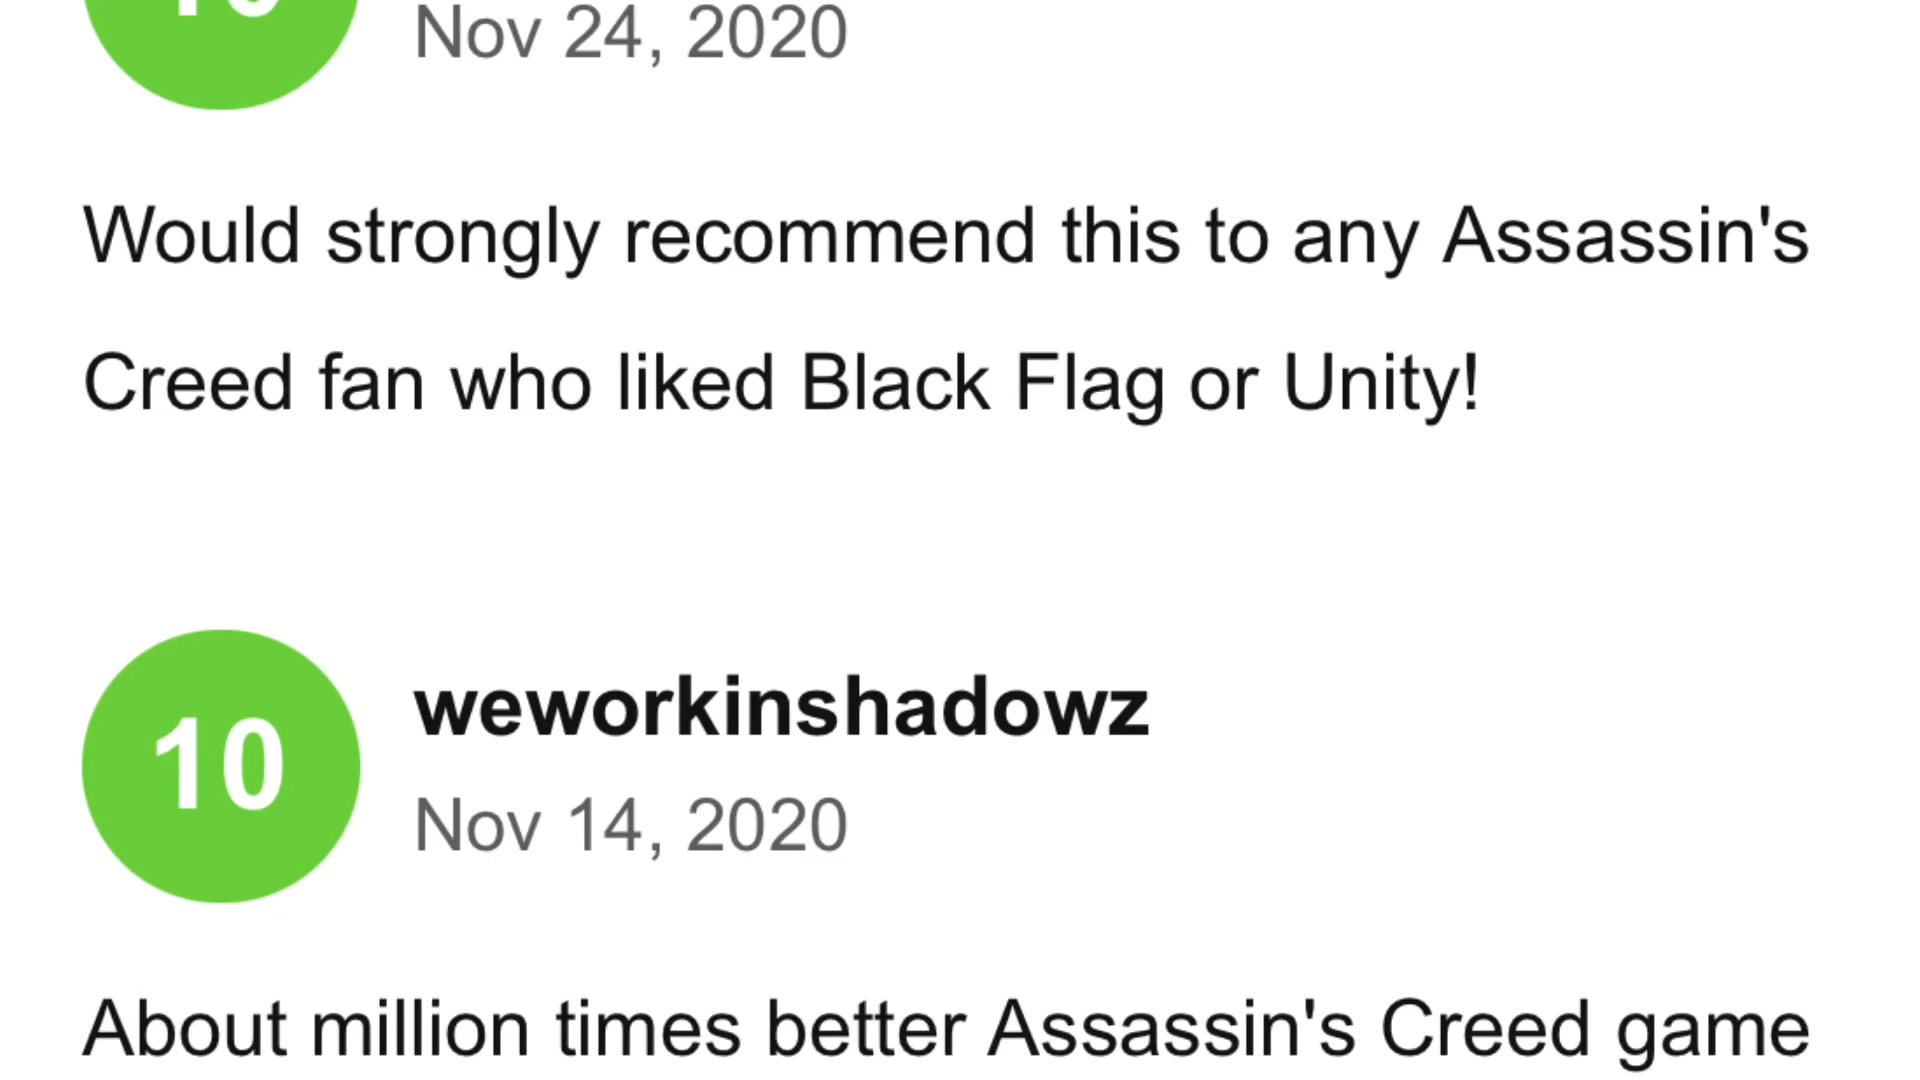 Nov 24, 2020
Would strongly recommend this to any Assassin's
Creed fan who liked Black Flag or Unity!
10
weworkinshadowz
Nov 14, 2020
About million times better Assassin's Creed game